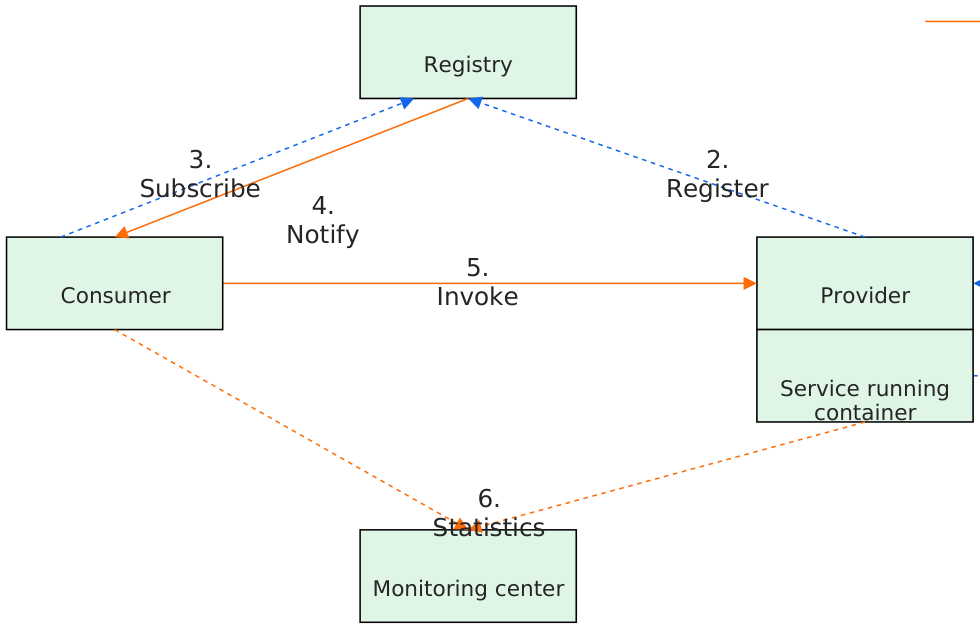 Registry
3.
Subscribe
2.
Register
4.
Notify
Consumer
5.
Invoke
Provider
Service running
container
6.
Statistics
Monitoring center